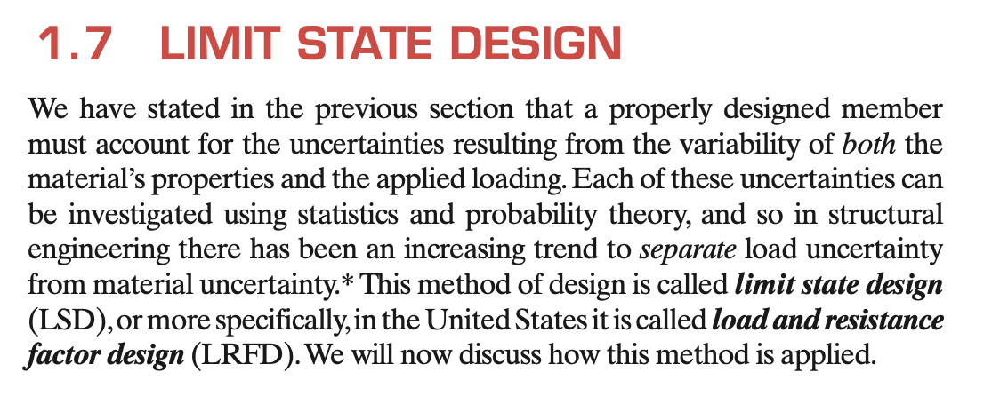 1.7 LIMIT STATE DESIGN
We have stated in the previous section that a properly designed member
must account for the uncertainties resulting from the variability of both the
material’s properties and the applied loading. Each of these uncertainties can
be investigated using statistics and probability theory, and so in structural
engineering there has been an increasing trend to separate load uncertainty
from material uncertainty.* This method of design is called limit state design
(LSD), or more specifically, in the United States it is called load and resistance
factor design (LRFD). We will now discuss how this method is applied.